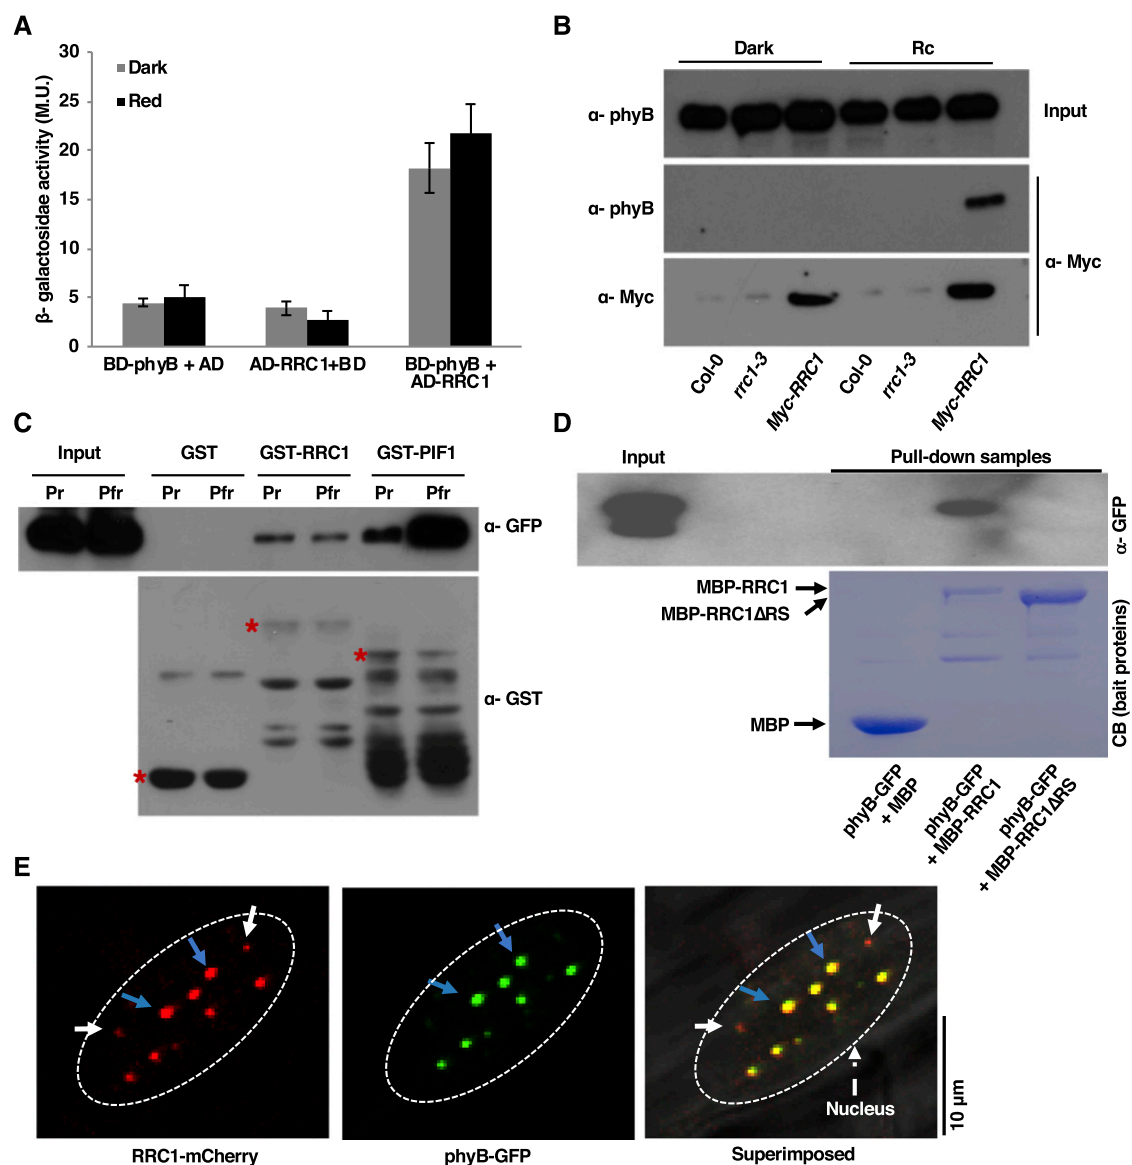 A
30
25
20
15
10
5
0
β- galactosidae activity (M.U.)
Dark
Red
BD-phyB + AD
AD-RRC1+BD
BD-phyB +
AD-RRC1
B
Dark
Rc
α- phyB
Input
α- phyB
α- Myc
α- Myc
Col-0
rrc1-3
Myc-RRC1
Col-0
rrc1-3
Myc-RRC1
C
Input
GST
GST-RRC1
GST-PIF1
Pr
Pfr
Pr
Pfr
Pr
Pfr
Pr
Pfr
α- GFP
*
*
*
α- GST
D
Input
Pull-down samples
α- GFP
MBP-RRC1
MBP-RRC1ΔRS
MBP
CB (bait proteins)
phyB-GFP
+ MBP
phyB-GFP
+ MBP-RRC1
phyB-GFP
+ MBP-RRC1ΔRS
E
Nucleus
10 μm
RRC1-mCherry
phyB-GFP
Superimposed